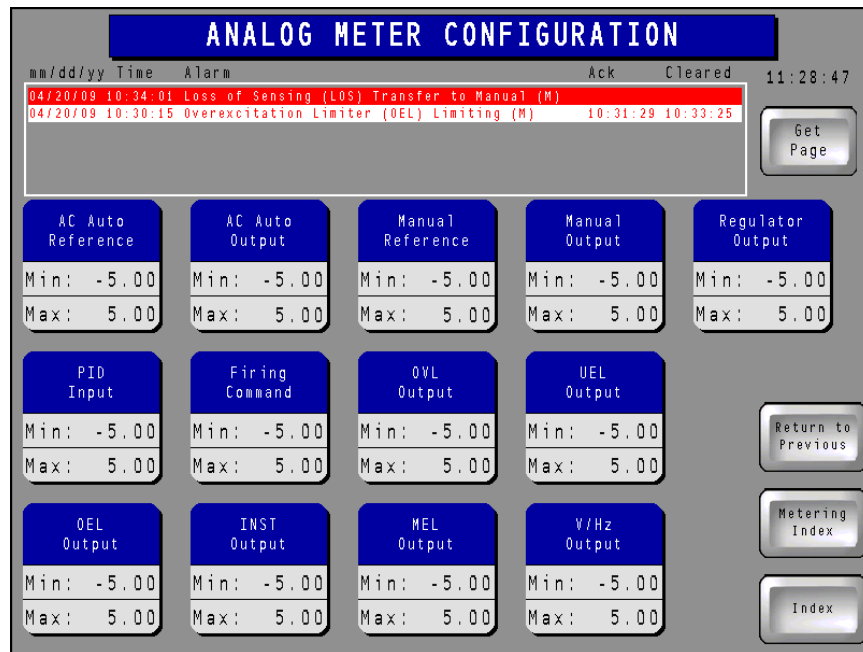 ANALOG METER CONFIGURATION
mm/dd/yy Time Alarm Ack Cleared
11:28:47
04/20/09 10:34:01 Loss of Sensing (LOS) Transfer to Manual (M)
04/20/09 10:30:15 Overexcitation Limiter (OEL) Limiting (M) 10:31:29 10:33:25
Get
Page
AC Auto
Reference
Min: -5.00
Max: 5.00
AC Auto
Output
Min: -5.00
Max: 5.00
Manual
Reference
Min: -5.00
Max: 5.00
Manual
Output
Min: -5.00
Max: 5.00
Regulator
Output
Min: -5.00
Max: 5.00
PID
Input
Min: -5.00
Max: 5.00
Firing
Command
Min: -5.00
Max: 5.00
OVL
Output
Min: -5.00
Max: 5.00
UEL
Output
Min: -5.00
Max: 5.00
Return to
Previous
OEL
Output
Min: -5.00
Max: 5.00
INST
Output
Min: -5.00
Max: 5.00
MEL
Output
Min: -5.00
Max: 5.00
V/Hz
Output
Min: -5.00
Max: 5.00
Metering
Index
Index